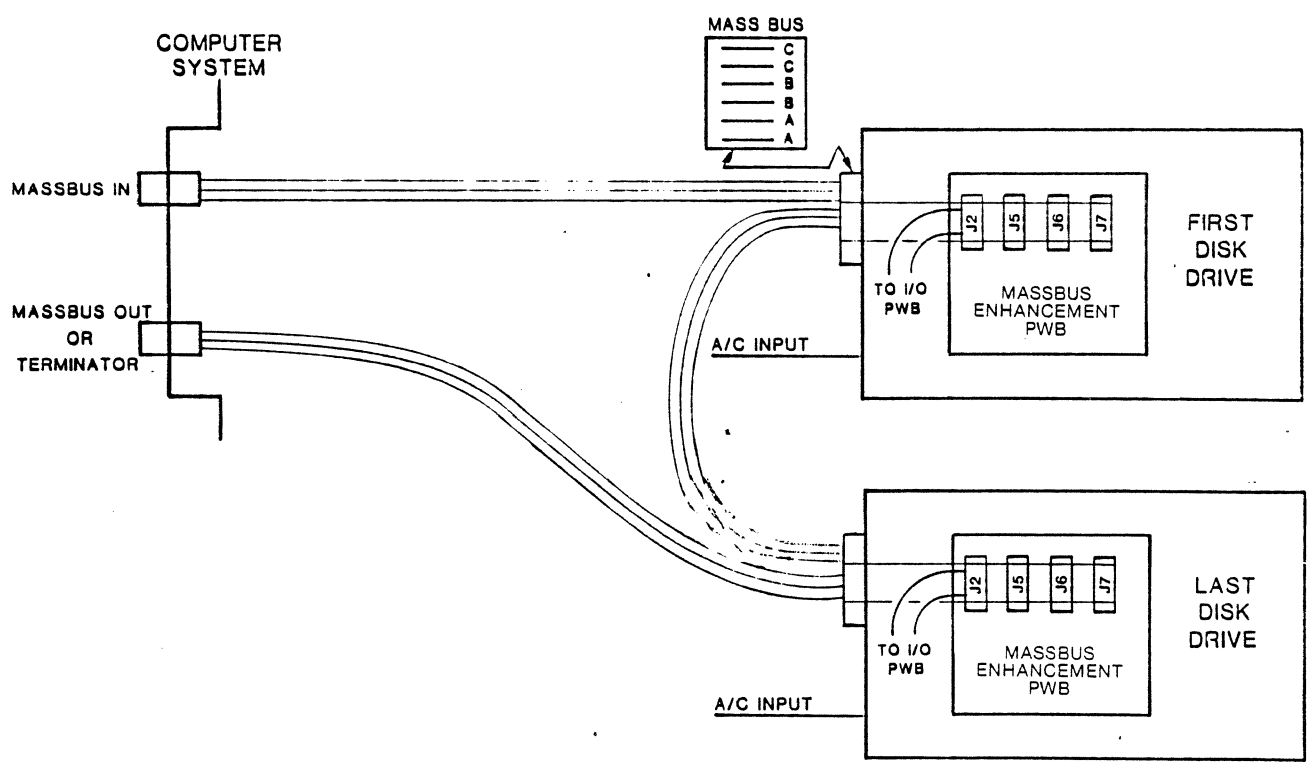 COMPUTER
SYSTEM
MASSBUS IN
MASSBUS OUT
OR
TERMINATOR
MASS BUS
C
C
B
B
A
A
J2
J5
J6
J7
TO I/O
PWB
MASSBUS
ENHANCEMENT
PWB
FIRST
DISK
DRIVE
A/C INPUT
J2
J5
J6
J7
TO I/O
PWB
MASSBUS
ENHANCEMENT
PWB
LAST
DISK
DRIVE
A/C INPUT